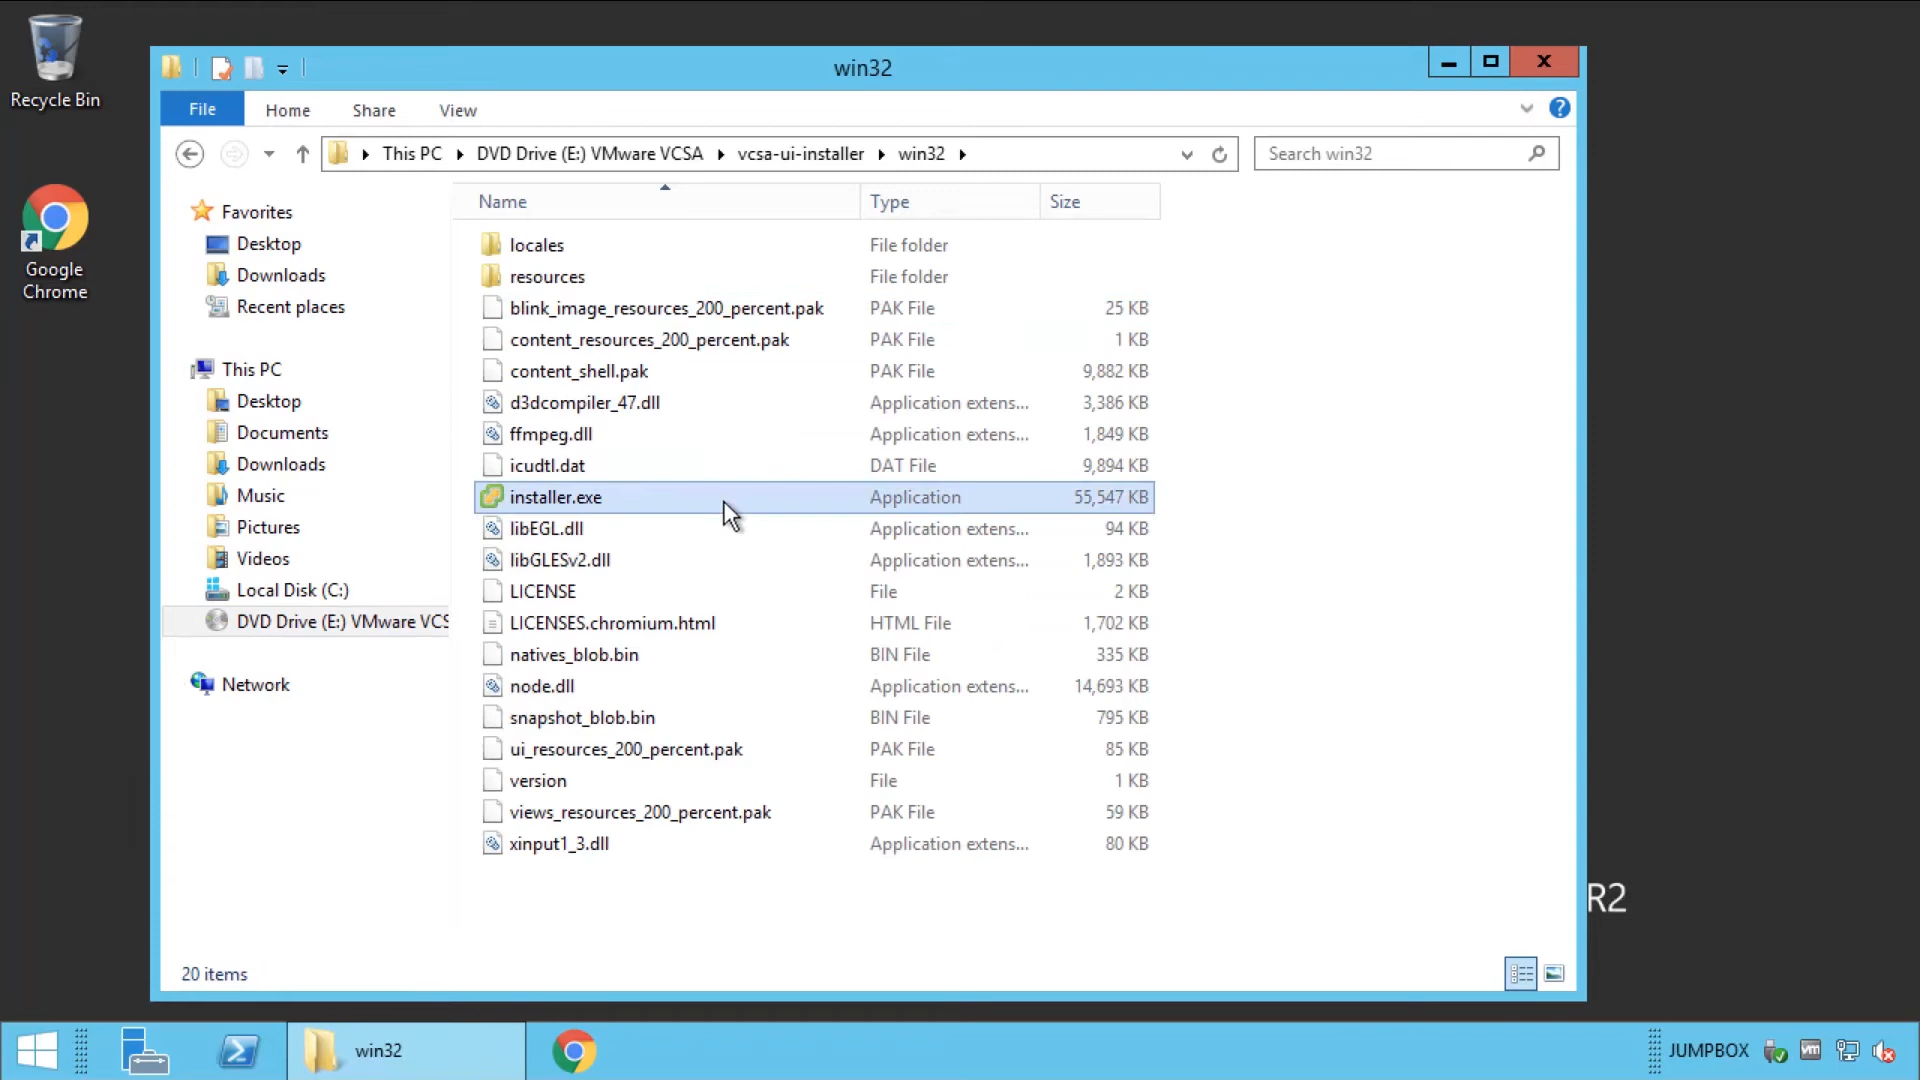 Recycle Bin
Google
Chrome
win32
File Home Share View
This PC DVD Drive (E:) VMware VCSA vcsa-ui-installer win32
Search win32
Favorites
Desktop
Downloads
Recent places
This PC
Desktop
Documents
Downloads
Music
Pictures
Videos
Local Disk (C:)
DVD Drive (E:) VMware VCS
Network
Name Type Size
locales File folder
resources File folder
blink_image_resources_200_percent.pak PAK File 25 KB
content_resources_200_percent.pak PAK File 1 KB
content_shell.pak PAK File 9,882 KB
d3dcompiler_47.dll Application extens... 3,386 KB
ffmpeg.dll Application extens... 1,849 KB
icudtl.dat DAT File 9,894 KB
installer.exe Application 55,547 KB
libEGL.dll Application extens... 94 KB
libGLESv2.dll Application extens... 1,893 KB
LICENSE File 2 KB
LICENSES.chromium.html HTML File 1,702 KB
natives_blob.bin BIN File 335 KB
node.dll Application extens... 14,693 KB
snapshot_blob.bin BIN File 795 KB
ui_resources_200_percent.pak PAK File 85 KB
version File 1 KB
views_resources_200_percent.pak PAK File 59 KB
xinput1_3.dll Application extens... 80 KB
20 items
R2
win32
JUMPBOX
vm